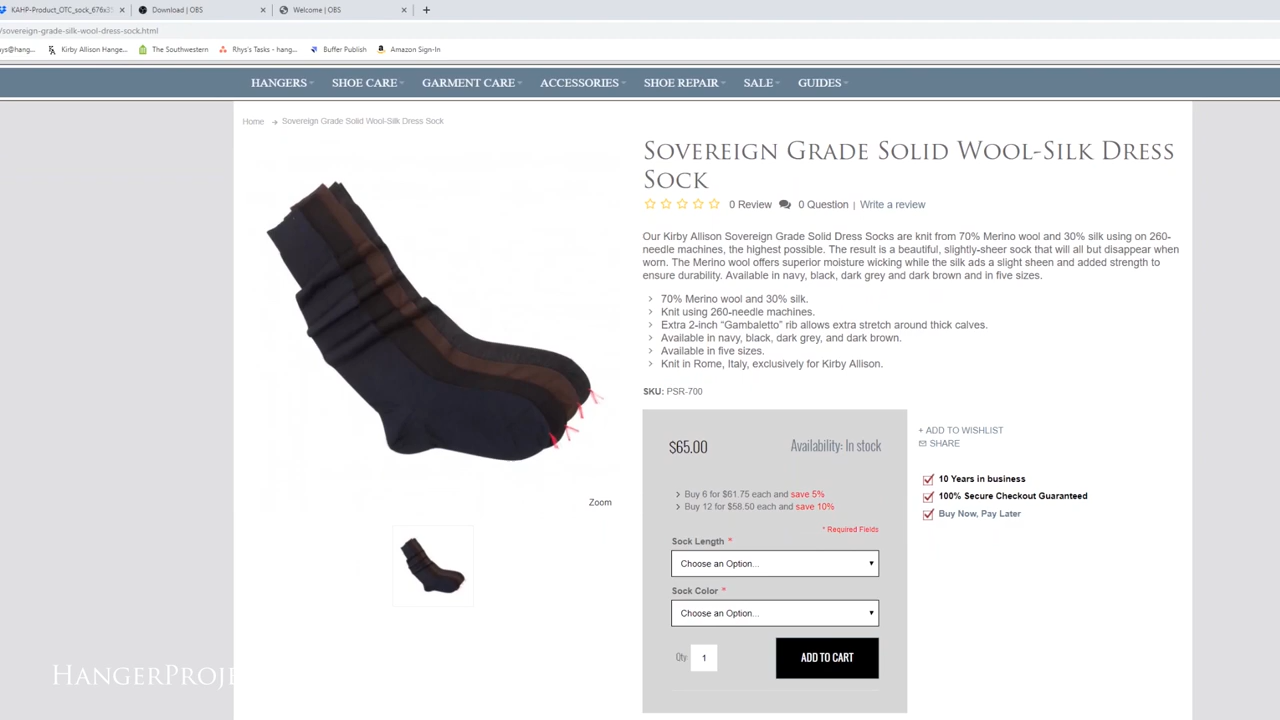 KAHP-Product_OTC_sock_676x3
Download | OBS
Welcome | OBS
/sovereign-grade-silk-wool-dress-sock.html
ys@hang...
Kirby Allison Hange...
The Southwestern
Rhys's Tasks - hang...
Buffer Publish
Amazon Sign-In
HANGERS
SHOE CARE
GARMENT CARE
ACCESSORIES
SHOE REPAIR
SALE
GUIDES
Home → Sovereign Grade Solid Wool-Silk Dress Sock
Sovereign Grade Solid Wool-Silk Dress
Sock
0 Review 0 Question | Write a review
Our Kirby Allison Sovereign Grade Solid Dress Socks are knit from 70% Merino wool and 30% silk using on 260-
needle machines, the highest possible. The result is a beautiful, slightly-sheer sock that will all but disappear when
worn. The Merino wool offers superior moisture wicking while the silk ads a slight sheen and added strength to
ensure durability. Available in navy, black, dark grey and dark brown and in five sizes.
70% Merino wool and 30% silk.
Knit using 260-needle machines.
Extra 2-inch “Gambaletto” rib allows extra stretch around thick calves.
Available in navy, black, dark grey, and dark brown.
Available in five sizes.
Knit in Rome, Italy, exclusively for Kirby Allison.
SKU: PSR-700
$65.00
Availability: In stock
Buy 6 for $61.75 each and save 5%
Buy 12 for $58.50 each and save 10%
* Required Fields
Sock Length *
Choose an Option...
Sock Color *
Choose an Option...
Qty: 1
ADD TO CART
+ ADD TO WISHLIST
SHARE
10 Years in business
100% Secure Checkout Guaranteed
Buy Now, Pay Later
Zoom
HangerProje